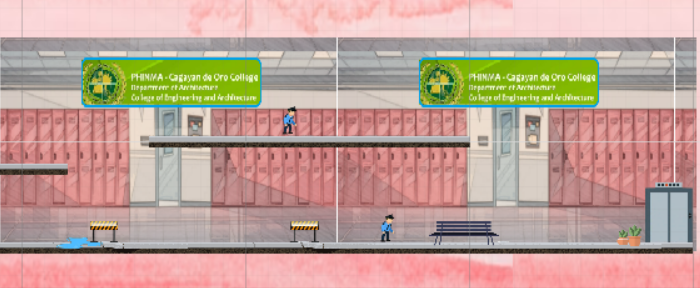 PHINMA - Cagayan de Oro College
Department of Architecture
College of Engineering and Architecture
PHINMA - Cagayan de Oro College
Department of Architecture
College of Engineering and Architecture